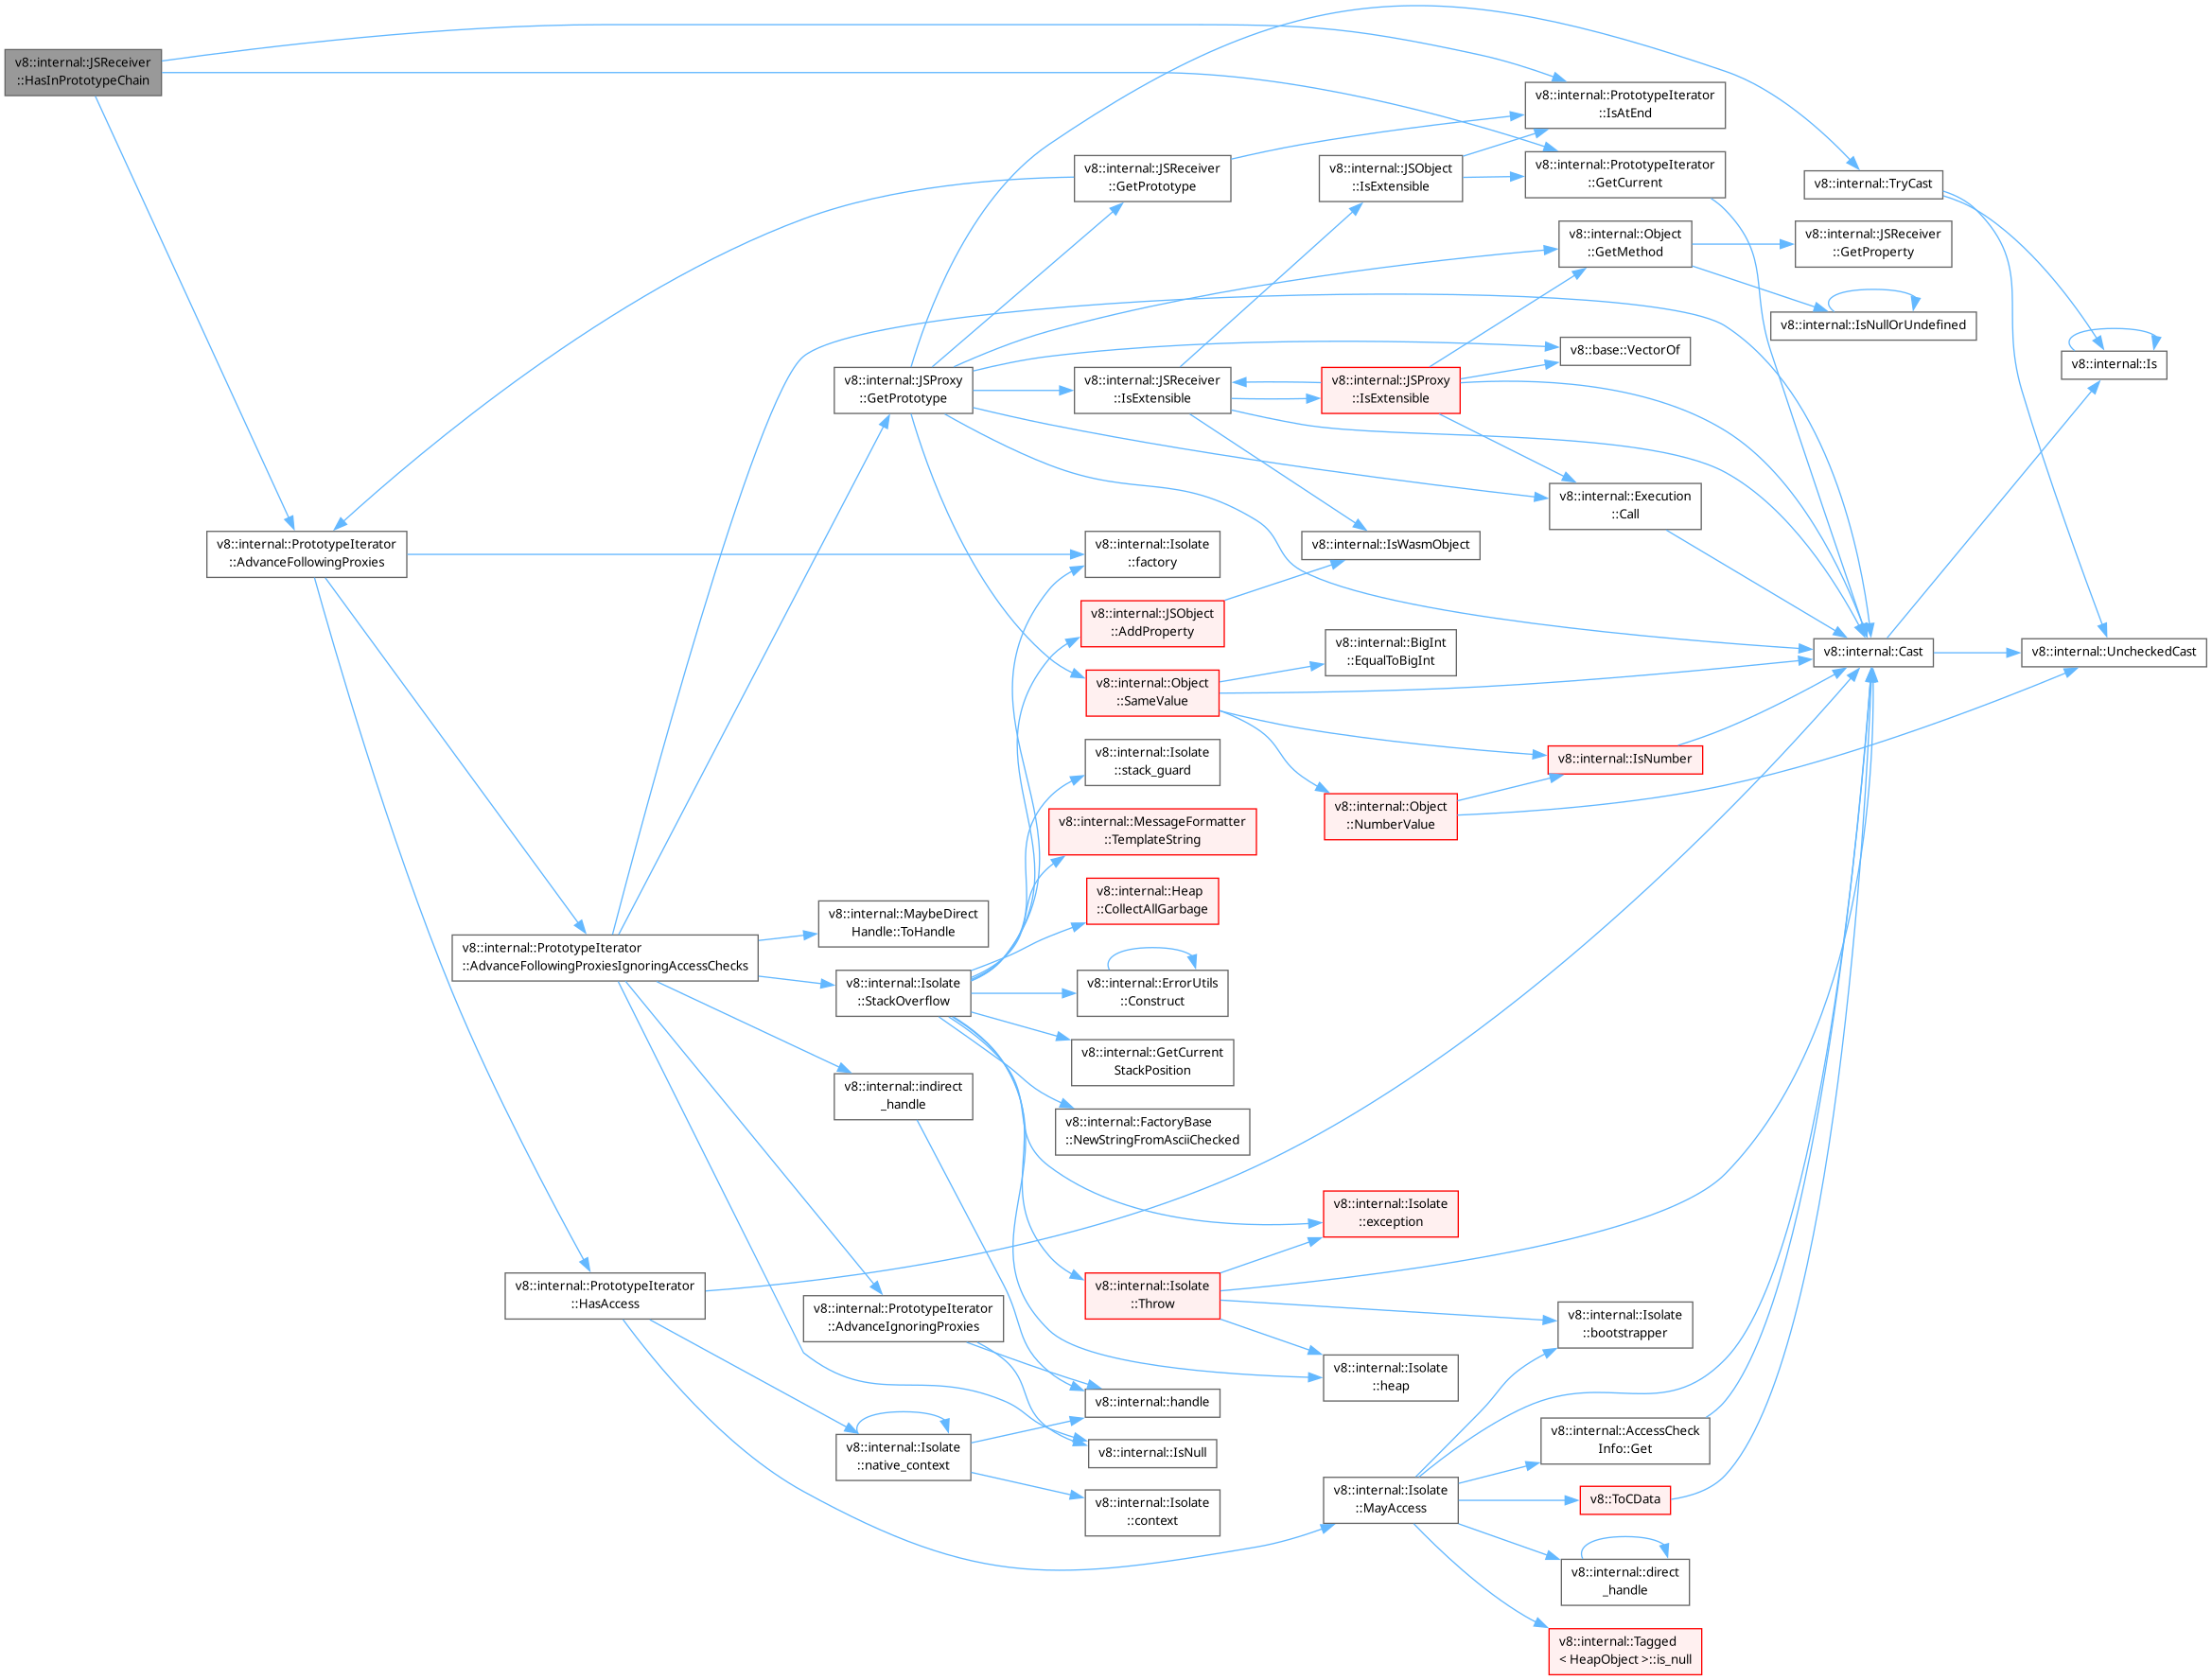 v8::internal::JSReceiver
::HasInPrototypeChain
v8::internal::PrototypeIterator
::AdvanceFollowingProxies
v8::internal::PrototypeIterator
::AdvanceFollowingProxiesIgnoringAccessChecks
v8::internal::PrototypeIterator
::HasAccess
v8::internal::JSProxy
::GetPrototype
v8::internal::MaybeDirect
Handle::ToHandle
v8::internal::Isolate
::StackOverflow
v8::internal::indirect
_handle
v8::internal::PrototypeIterator
::AdvanceIgnoringProxies
v8::internal::Isolate
::native_context
v8::internal::JSReceiver
::GetPrototype
v8::internal::JSReceiver
::IsExtensible
v8::internal::Isolate
::factory
v8::internal::JSObject
::AddProperty
v8::internal::Object
::SameValue
v8::internal::Isolate
::stack_guard
v8::internal::MessageFormatter
::TemplateString
v8::internal::Heap
::CollectAllGarbage
v8::internal::ErrorUtils
::Construct
v8::internal::GetCurrent
StackPosition
v8::internal::FactoryBase
::NewStringFromAsciiChecked
v8::internal::Isolate
::Throw
v8::internal::handle
v8::internal::IsNull
v8::internal::Isolate
::context
v8::internal::JSObject
::IsExtensible
v8::internal::JSProxy
::IsExtensible
v8::internal::IsWasmObject
v8::internal::BigInt
::EqualToBigInt
v8::internal::Object
::NumberValue
v8::internal::Isolate
::exception
v8::internal::Isolate
::heap
v8::internal::Isolate
::MayAccess
v8::internal::PrototypeIterator
::IsAtEnd
v8::internal::PrototypeIterator
::GetCurrent
v8::internal::Object
::GetMethod
v8::base::VectorOf
v8::internal::Execution
::Call
v8::internal::IsNumber
v8::internal::Isolate
::bootstrapper
v8::internal::AccessCheck
Info::Get
v8::ToCData
v8::internal::direct
_handle
v8::internal::Tagged
< HeapObject >::is_null
v8::internal::TryCast
v8::internal::JSReceiver
::GetProperty
v8::internal::IsNullOrUndefined
v8::internal::Cast
v8::internal::Is
v8::internal::UncheckedCast